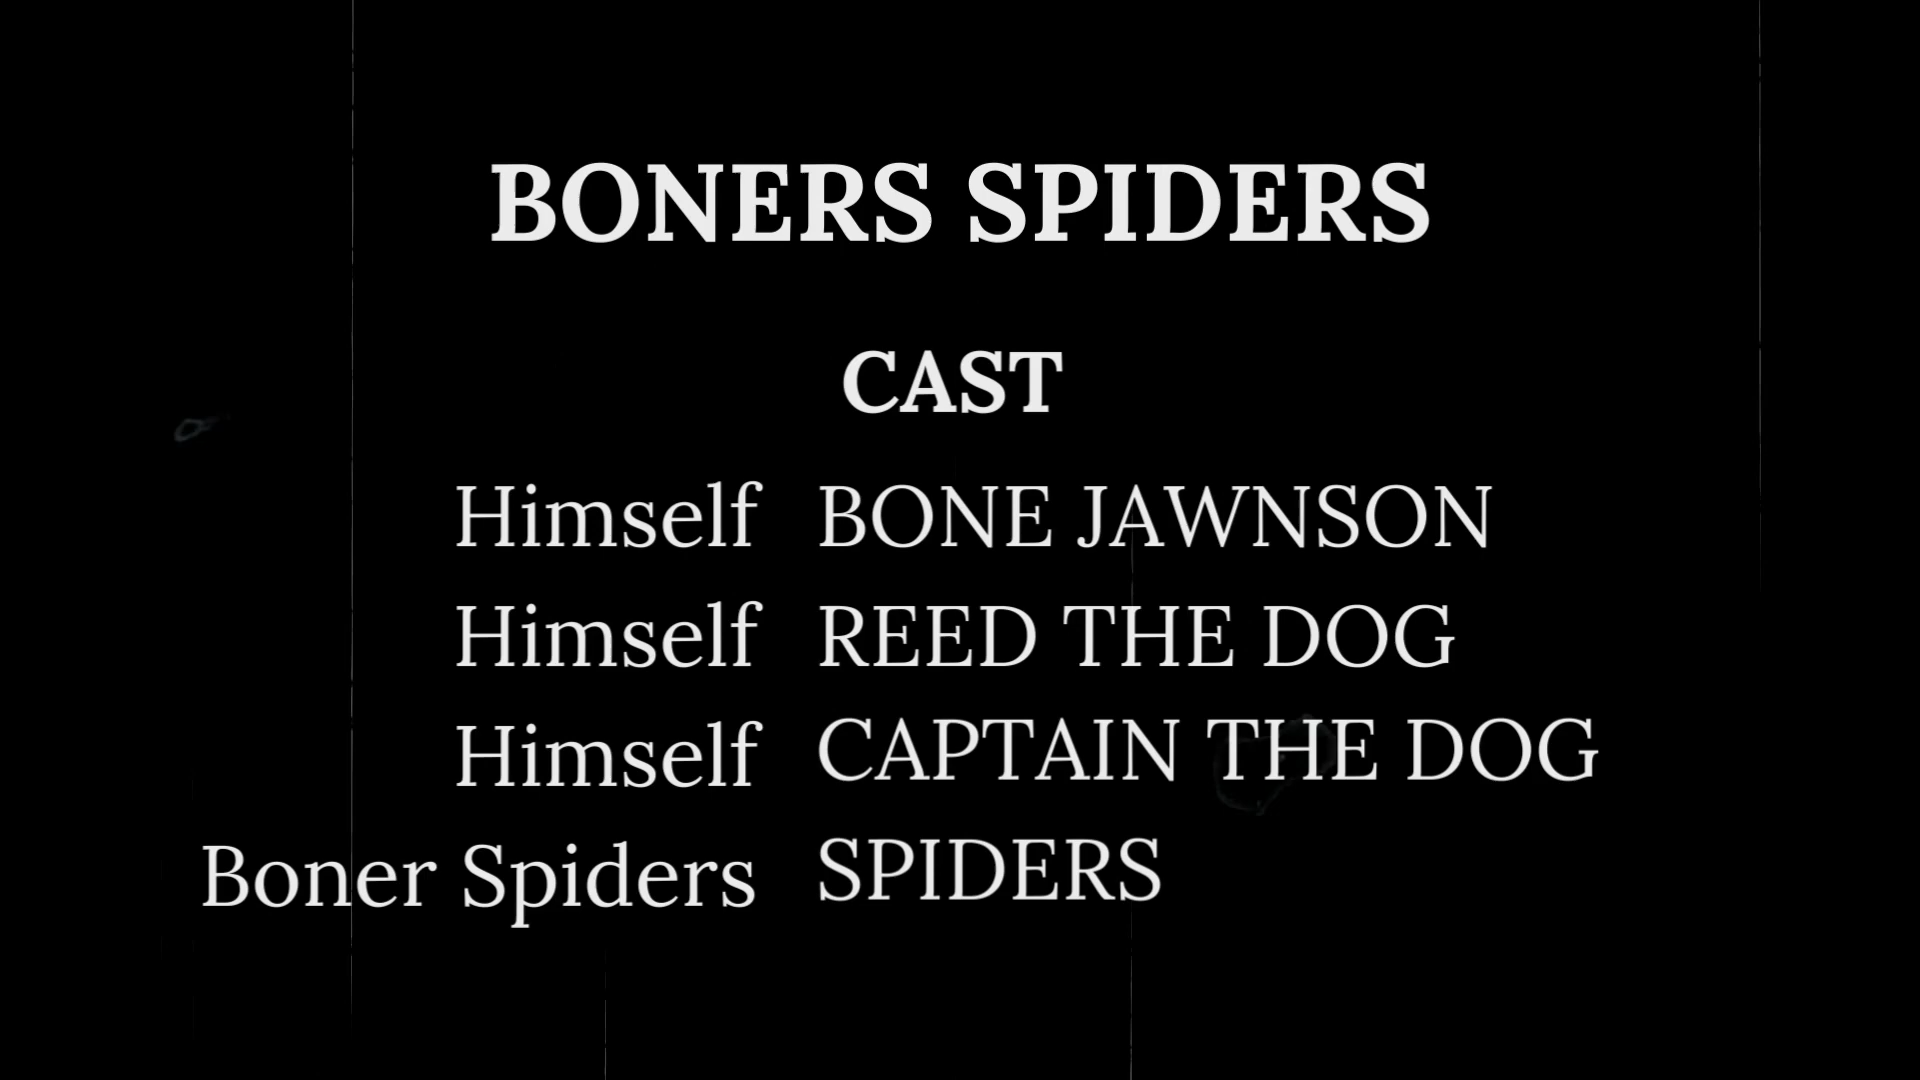 BONERS SPIDERS
CAST
Himself BONE JAWNSON
Himself REED THE DOG
Himself CAPTAIN THE DOG
Boner Spiders SPIDERS